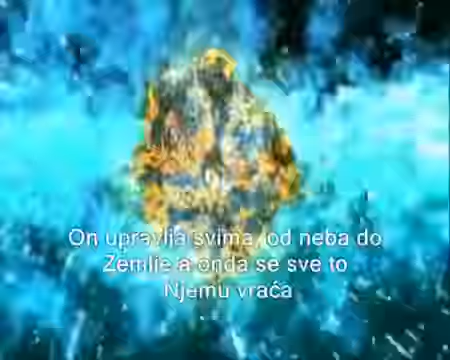 On upravlja svima, od neba do
Zemlje a onda se sve to
Njemu vraća